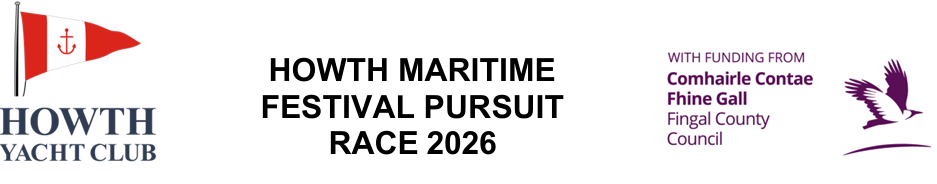 HOWTH
YACHT CLUB
HOWTH MARITIME
FESTIVAL PURSUIT
RACE 2026
WITH FUNDING FROM
Comhairle Contae
Fhine Gall
Fingal County
Council